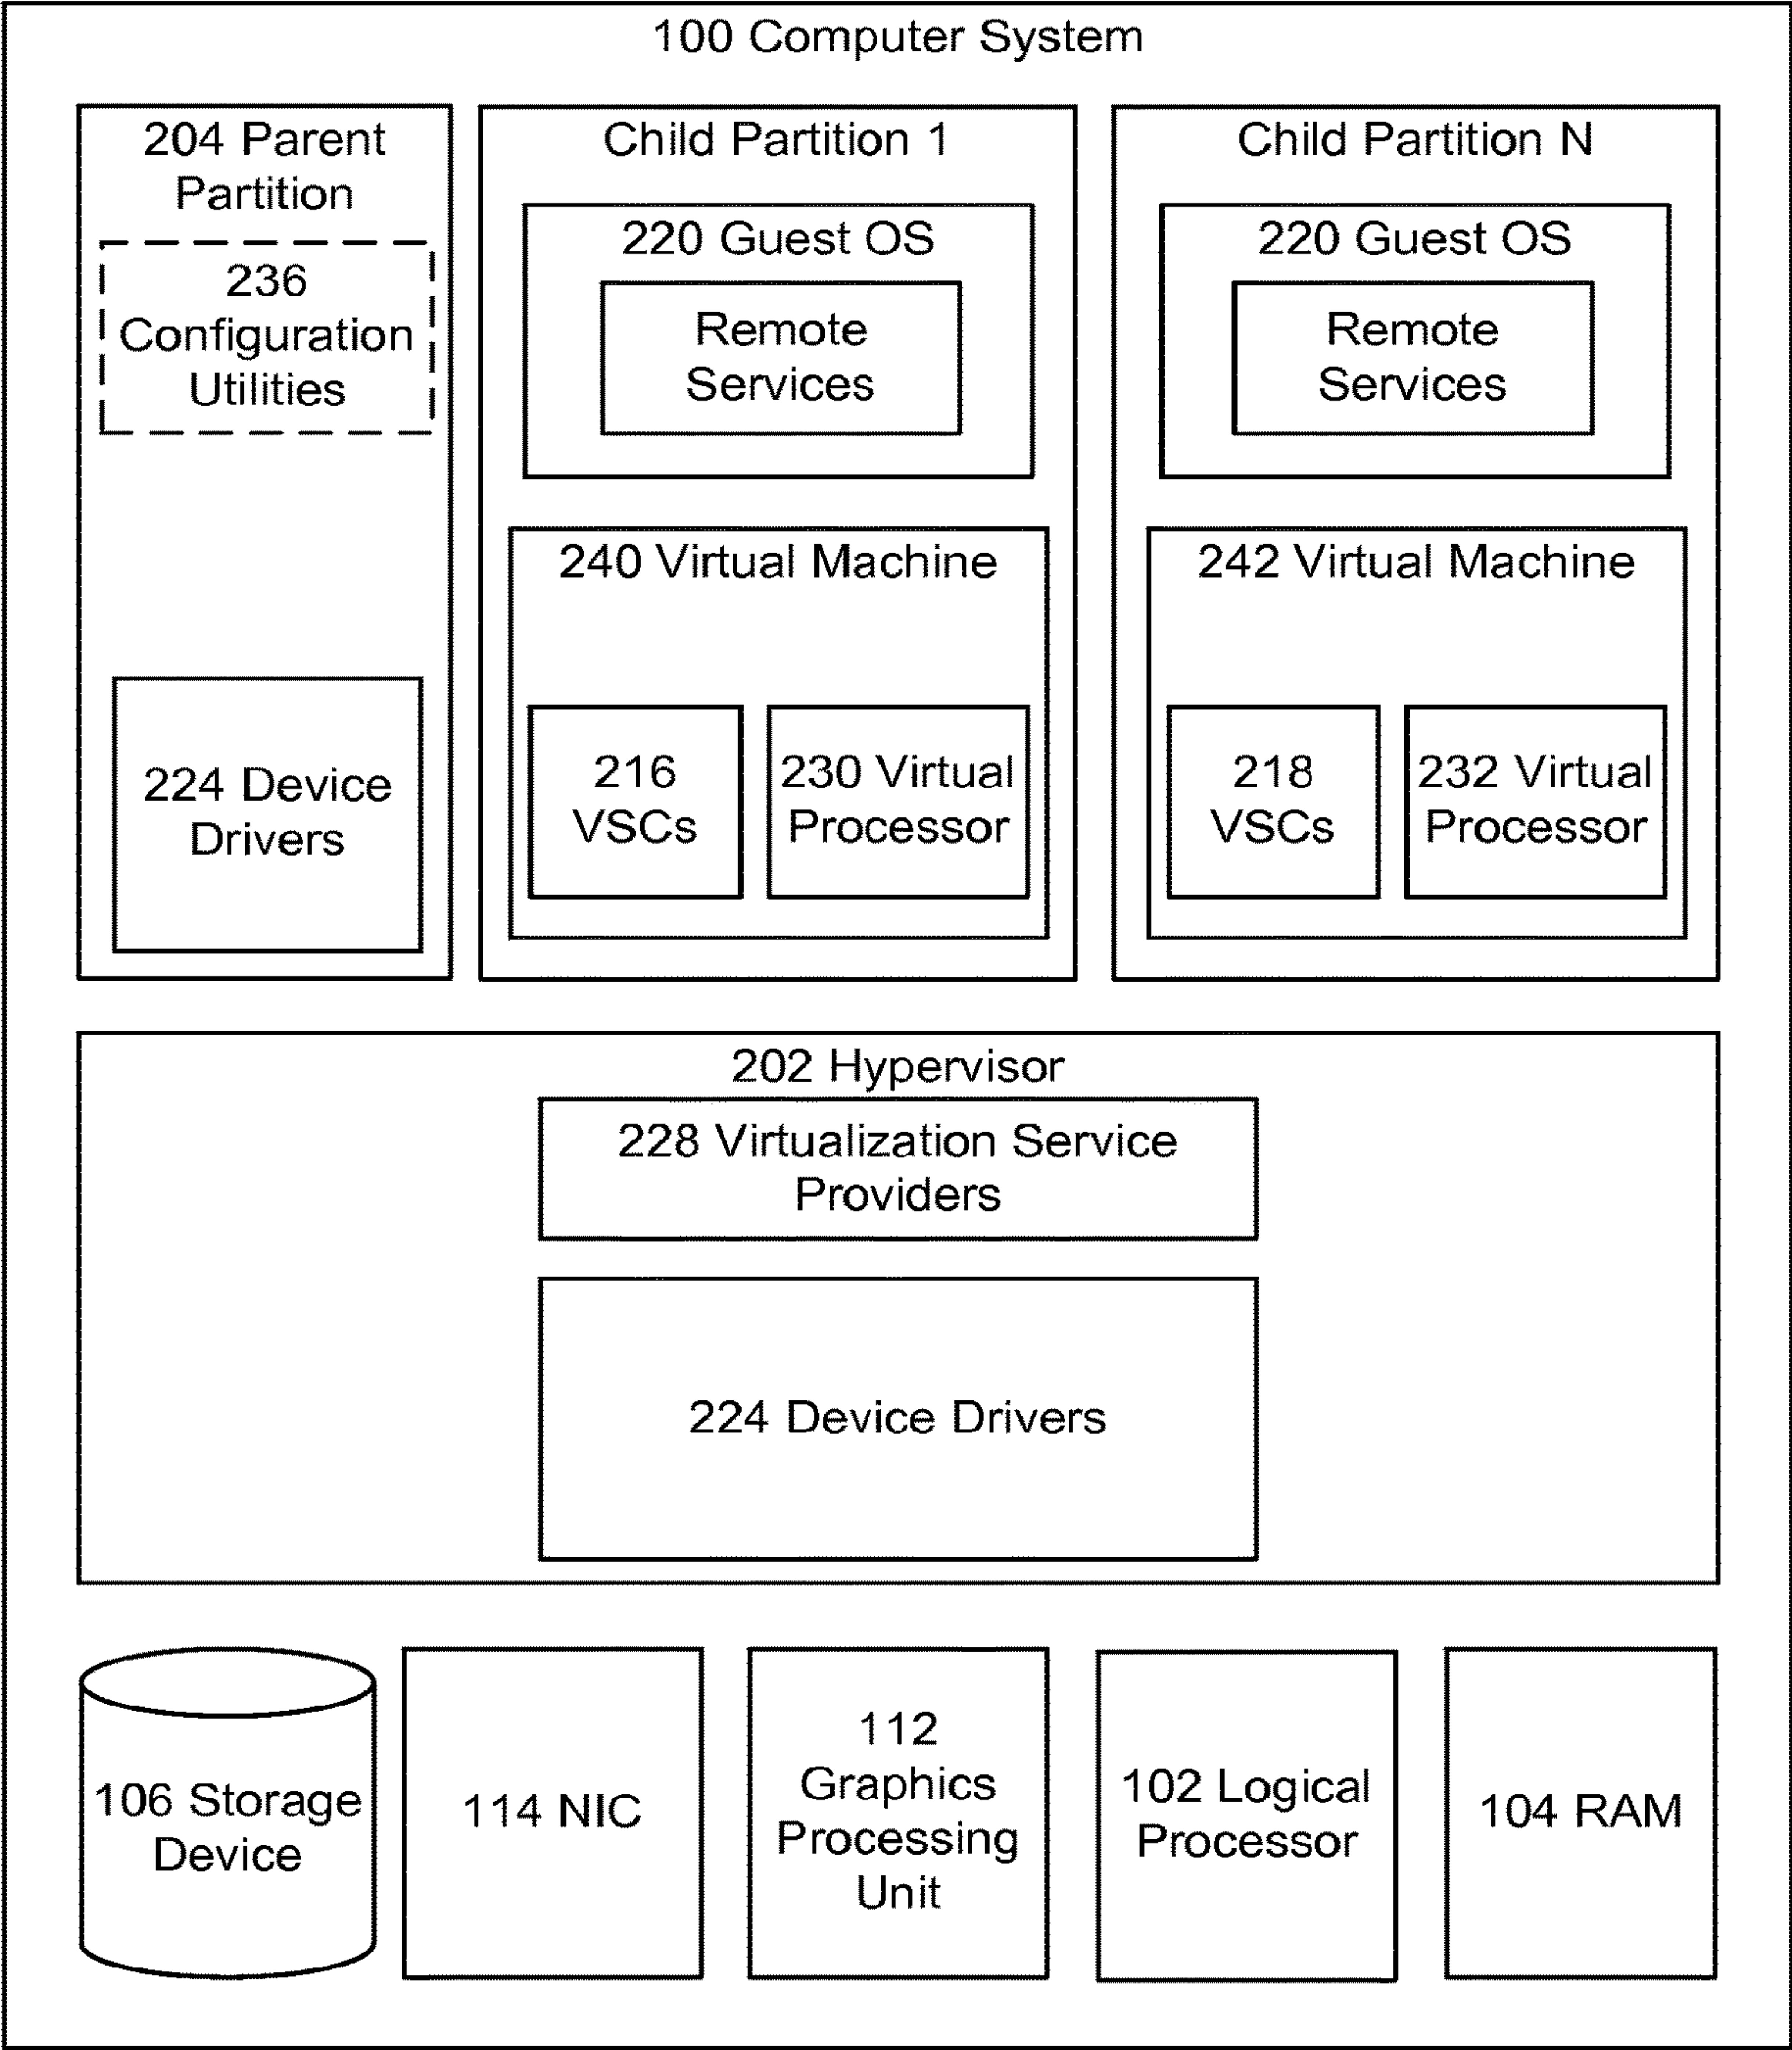 100 Computer System
204 Parent
Partition
236
Configuration
Utilities
224 Device
Drivers
Child Partition 1
220 Guest OS
Remote
Services
240 Virtual Machine
216
VSCs
230 Virtual
Processor
Child Partition N
220 Guest OS
Remote
Services
242 Virtual Machine
218
VSCs
232 Virtual
Processor
202 Hypervisor
228 Virtualization Service
Providers
224 Device Drivers
106 Storage
Device
114 NIC
112
Graphics
Processing
Unit
102 Logical
Processor
104 RAM